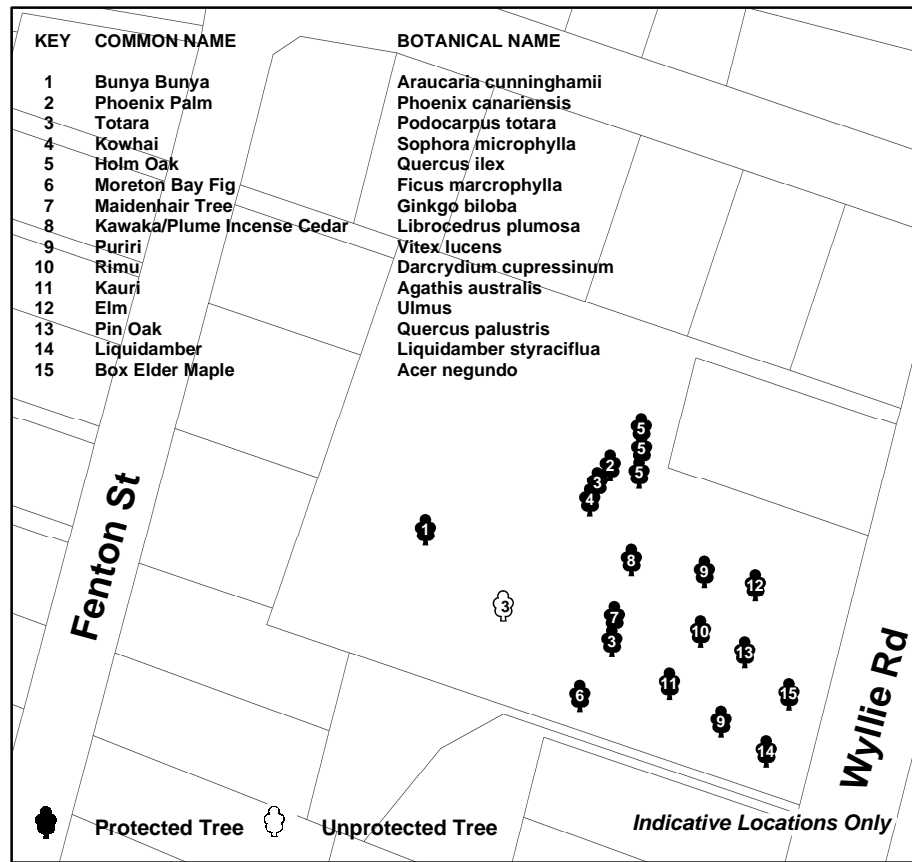 KEY COMMON NAME BOTANICAL NAME
1 Bunya Bunya Araucaria cunninghamii
2 Phoenix Palm Phoenix canariensis
3 Totara Podocarpus totara
4 Kowhai Sophora microphylla
5 Holm Oak Quercus ilex
6 Moreton Bay Fig Ficus marcrophylla
7 Maidenhair Tree Ginkgo biloba
8 Kawaka/Plume Incense Cedar Librocedrus plumosa
9 Puriri Vitex lucens
10 Rimu Darcrydium cupressinum
11 Kauri Agathis australis
12 Elm Ulmus
13 Pin Oak Quercus palustris
14 Liquidamber Liquidamber styraciflua
15 Box Elder Maple Acer negundo
5
5
2
5
3
4
1
8
9
12
3
7
10
3
13
11
15
6
9
14
Fenton St
Wyllie Rd
Protected Tree Unprotected Tree Indicative Locations Only